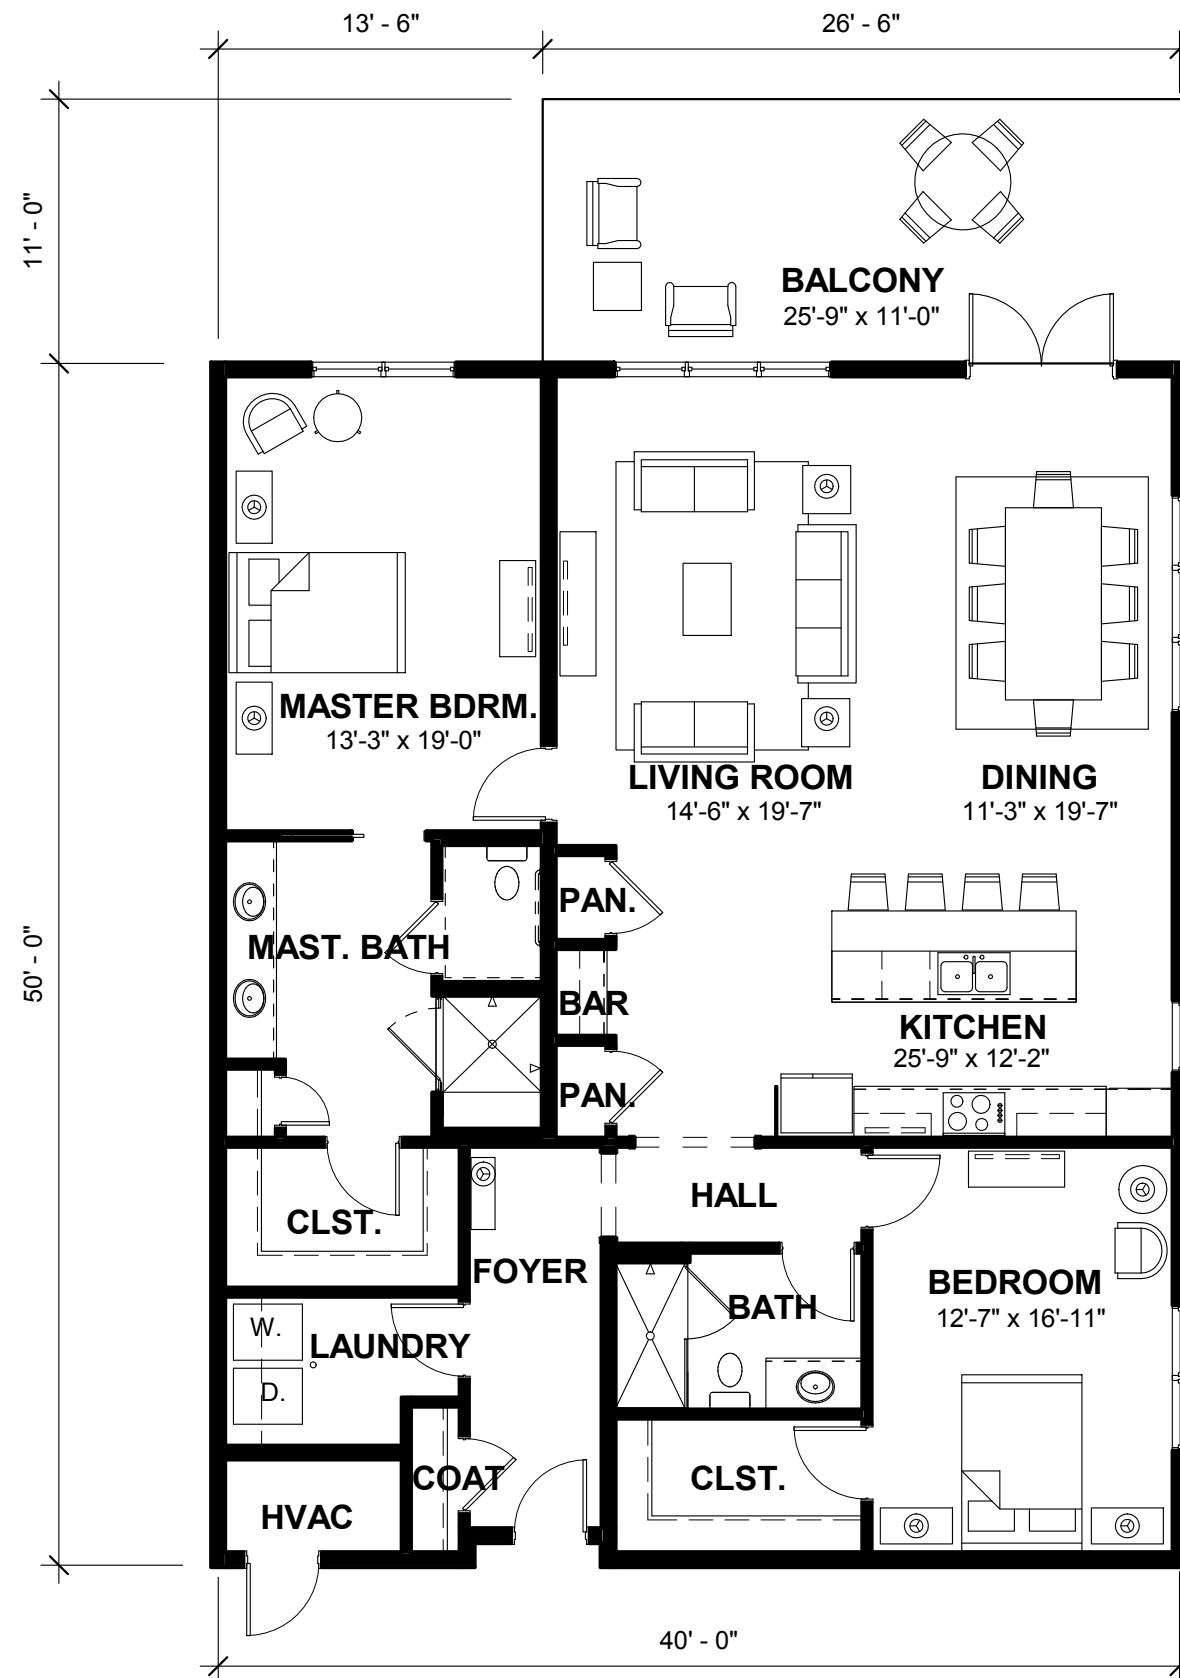 13' - 6"
26' - 6"
11' - 0"
BALCONY
25'-9" x 11'-0"
MASTER BDRM.
13'-3" x 19'-0"
LIVING ROOM
14'-6" x 19'-7"
DINING
11'-3" x 19'-7"
PAN.
MAST. BATH
50' - 0"
BAR
KITCHEN
25'-9" x 12'-2"
PAN.
HALL
CLST.
FOYER
BEDROOM
12'-7" x 16'-11"
BATH
W.
LAUNDRY
D.
COAT
CLST.
HVAC
40' - 0"